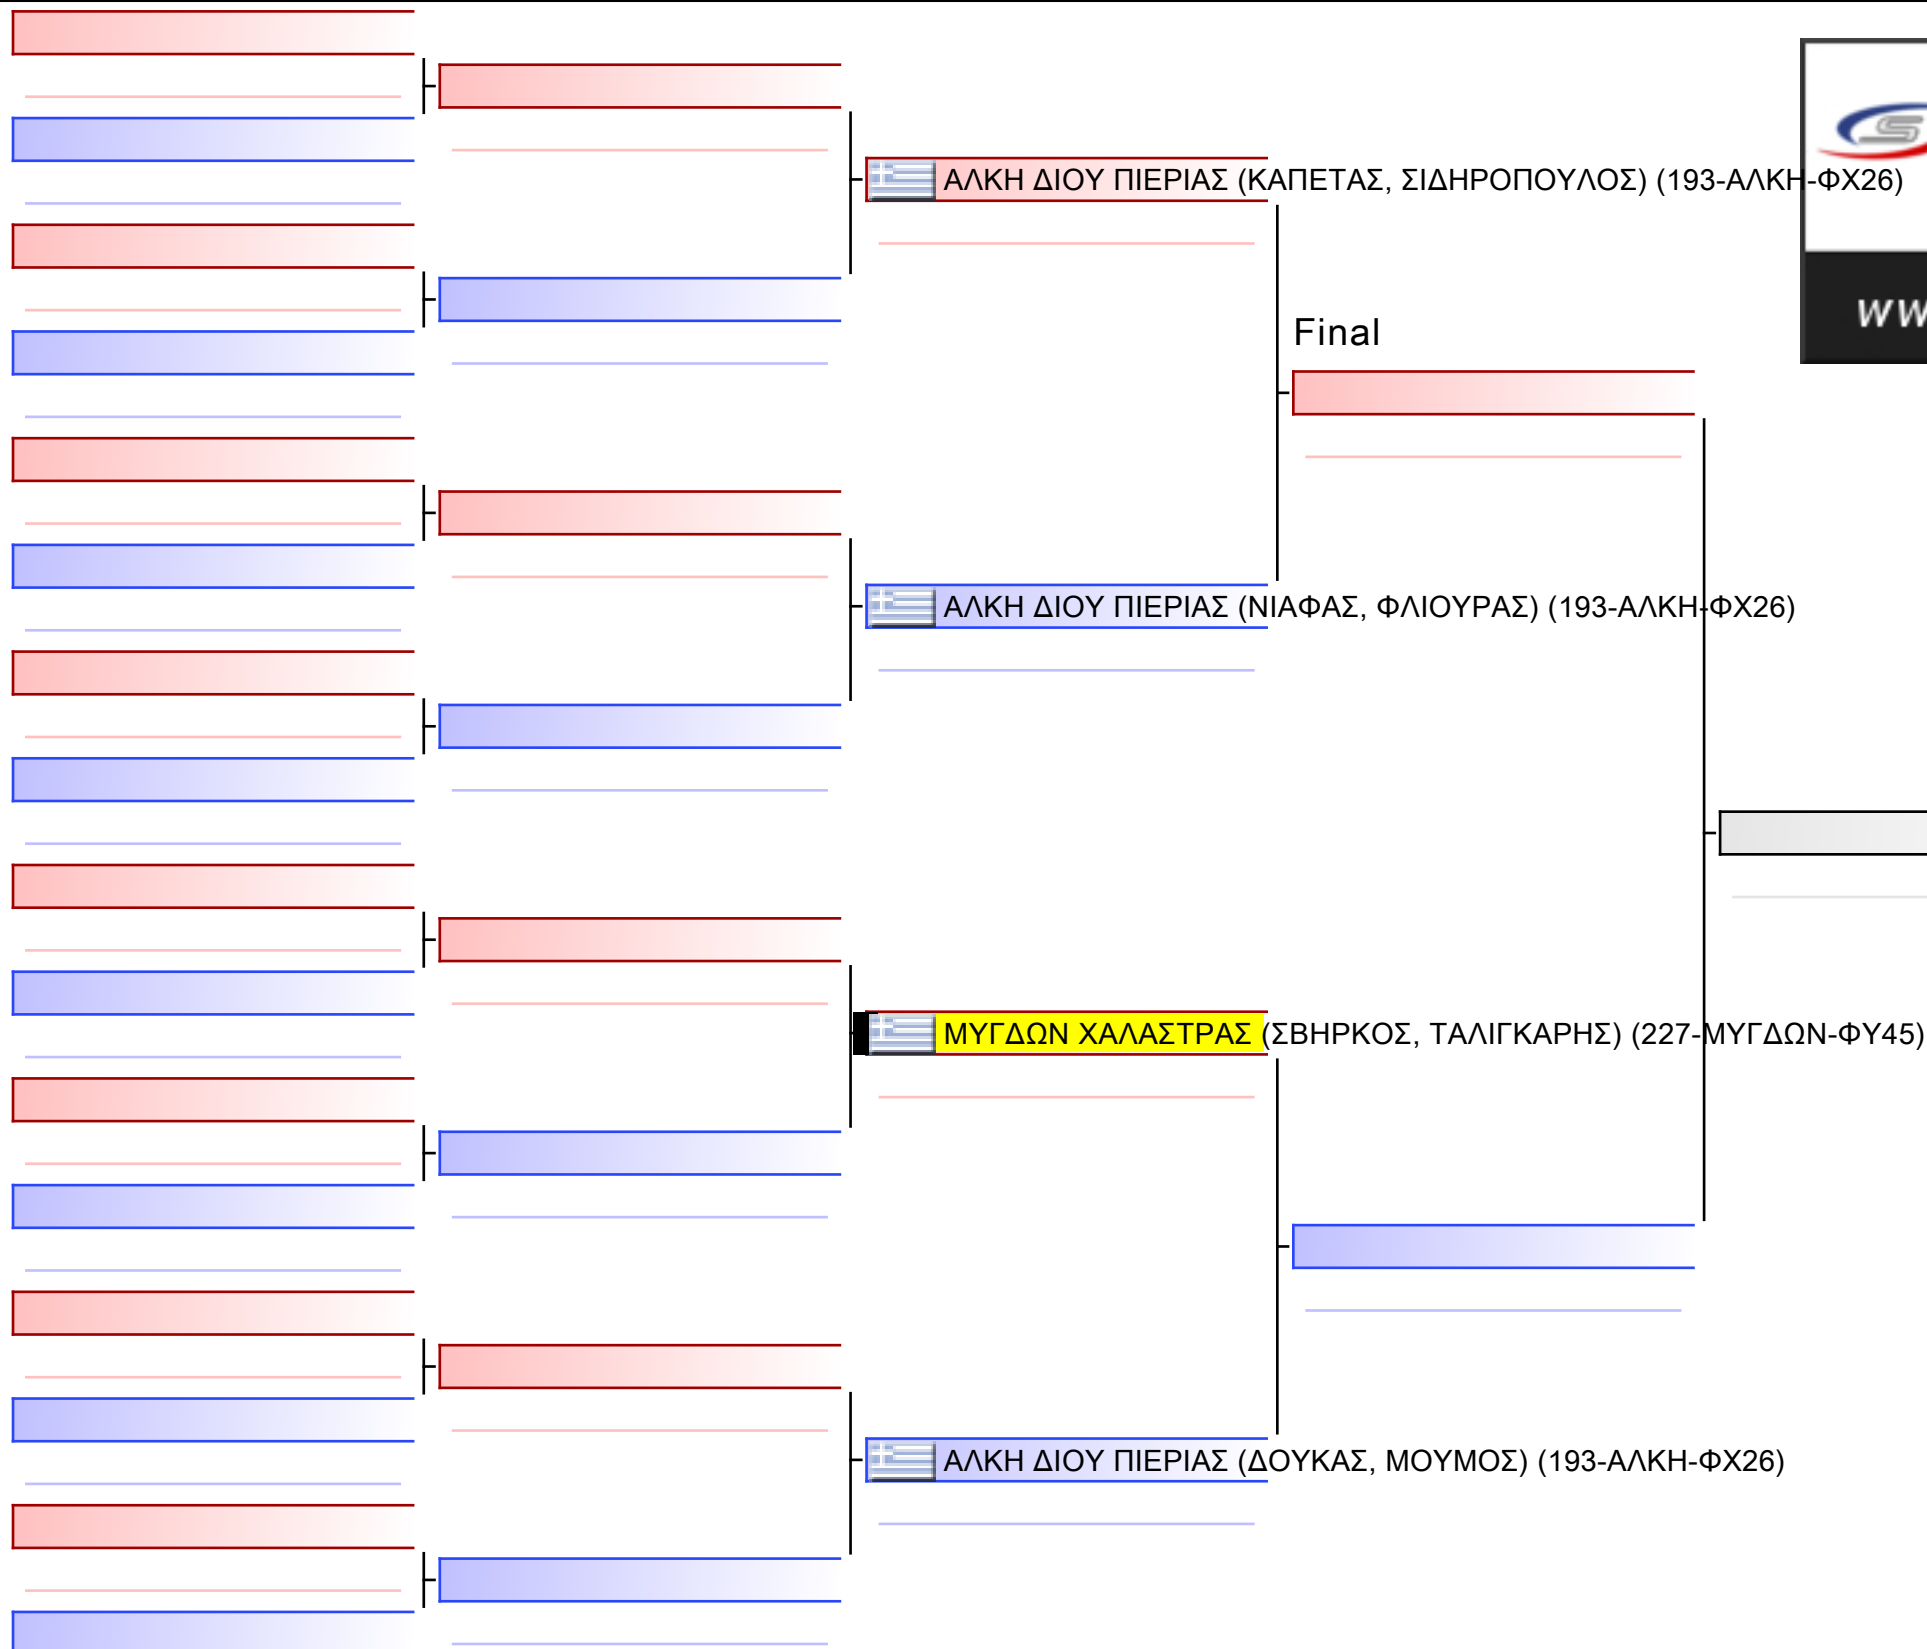 ΑΛΚΗ ΔΙΟΥ ΠΙΕΡΙΑΣ (ΚΑΠΕΤΑΣ, ΣΙΔΗΡΟΠΟΥΛΟΣ) (193-ΑΛΚΗ-ΦΧ26)
Final
ΑΛΚΗ ΔΙΟΥ ΠΙΕΡΙΑΣ (ΝΙΑΦΑΣ, ΦΛΙΟΥΡΑΣ) (193-ΑΛΚΗ-ΦΧ26)
ΜΥΓΔΩΝ ΧΑΛΑΣΤΡΑΣ (ΣΒΗΡΚΟΣ, ΤΑΛΙΓΚΑΡΗΣ) (227-ΜΥΓΔΩΝ-ΦΥ45)
ΑΛΚΗ ΔΙΟΥ ΠΙΕΡΙΑΣ (ΔΟΥΚΑΣ, ΜΟΥΜΟΣ) (193-ΑΛΚΗ-ΦΧ26)